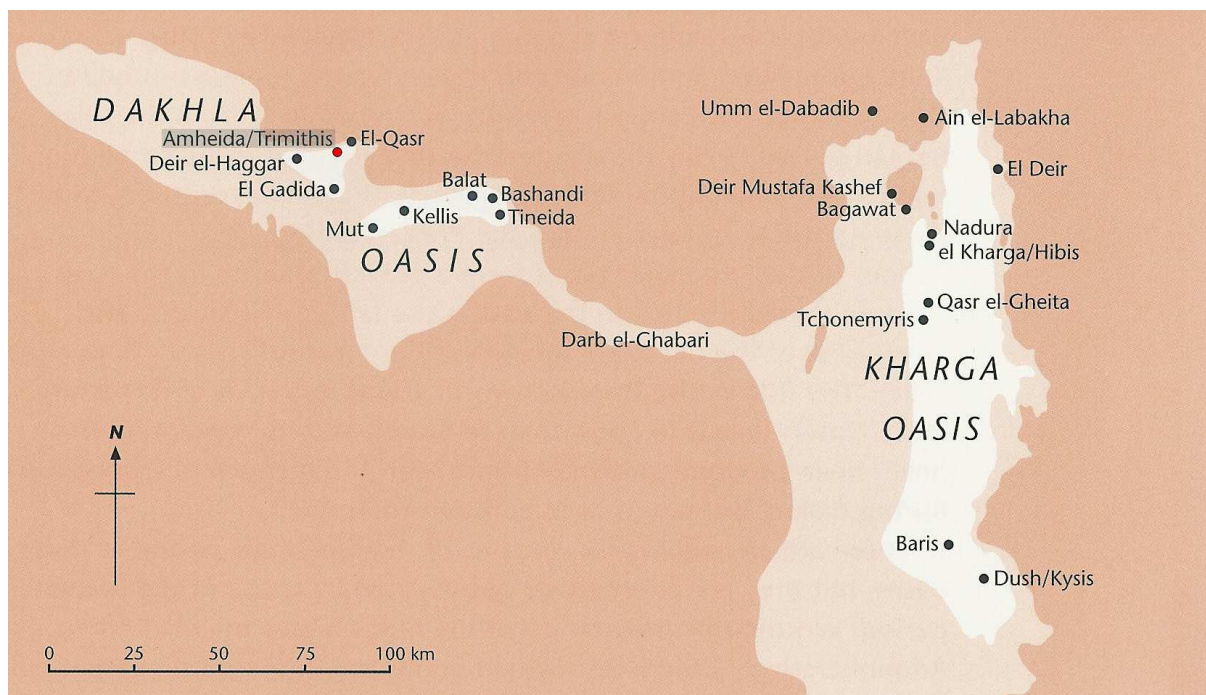 DAKHLA
Amheida/Trimithis
El-Qasr
Deir el-Haggar
El Gadida
Balat
Bashandi
Mut
Kellis
Tineida
OASIS
Darb el-Ghabari
Umm el-Dabadib
Ain el-Labakha
El Deir
Deir Mustafa Kashef
Bagawat
Nadura
el Kharga/Hibis
Qasr el-Gheita
Tchonemyris
KHARGA
OASIS
Baris
Dush/Kysis
N
0 25 50 75 100 km